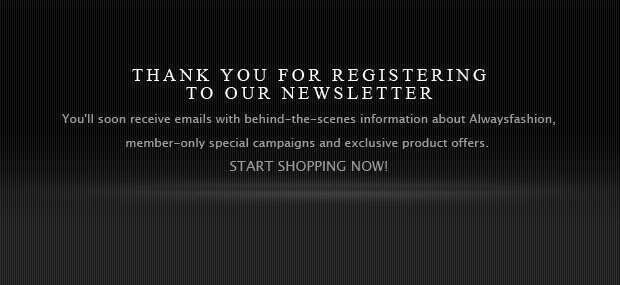 THANK YOU FOR REGISTERING
TO OUR NEWSLETTER
You'll soon receive emails with behind-the-scenes information about Alwaysfashion,
member-only special campaigns and exclusive product offers.
START SHOPPING NOW!